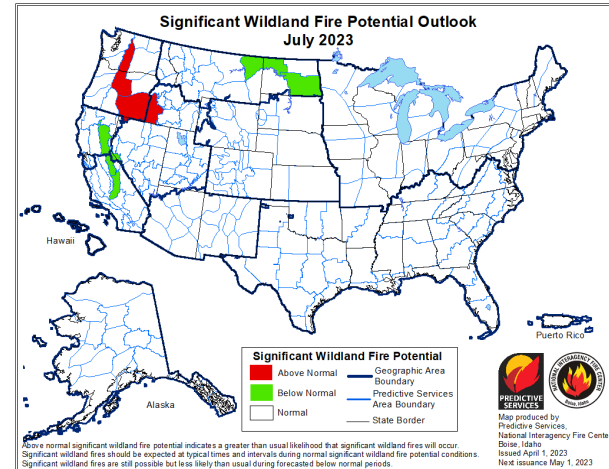 Significant Wildland Fire Potential Outlook
July 2023
Hawaii
Alaska
Puerto Rico
Significant Wildland Fire Potential
Above Normal
Below Normal
Normal
Geographic Area
Boundary
Predictive Services
Area Boundary
State Border
PREDICTIVE
SERVICES
NATIONAL INTERAGENCY FIRE CENTER
Boise, Idaho
Map produced by
Predictive Services,
National Interagency Fire Cente
Boise, Idaho
Issued April 1, 2023
Next issuance May 1, 2023
Above normal significant wildland fire potential indicates a greater than usual likelihood that significant wildland fires will occur.
Significant wildland fires should be expected at typical times and intervals during normal significant wildland fire potential conditions.
Significant wildland fires are still possible but less likely than usual during forecasted below normal periods.